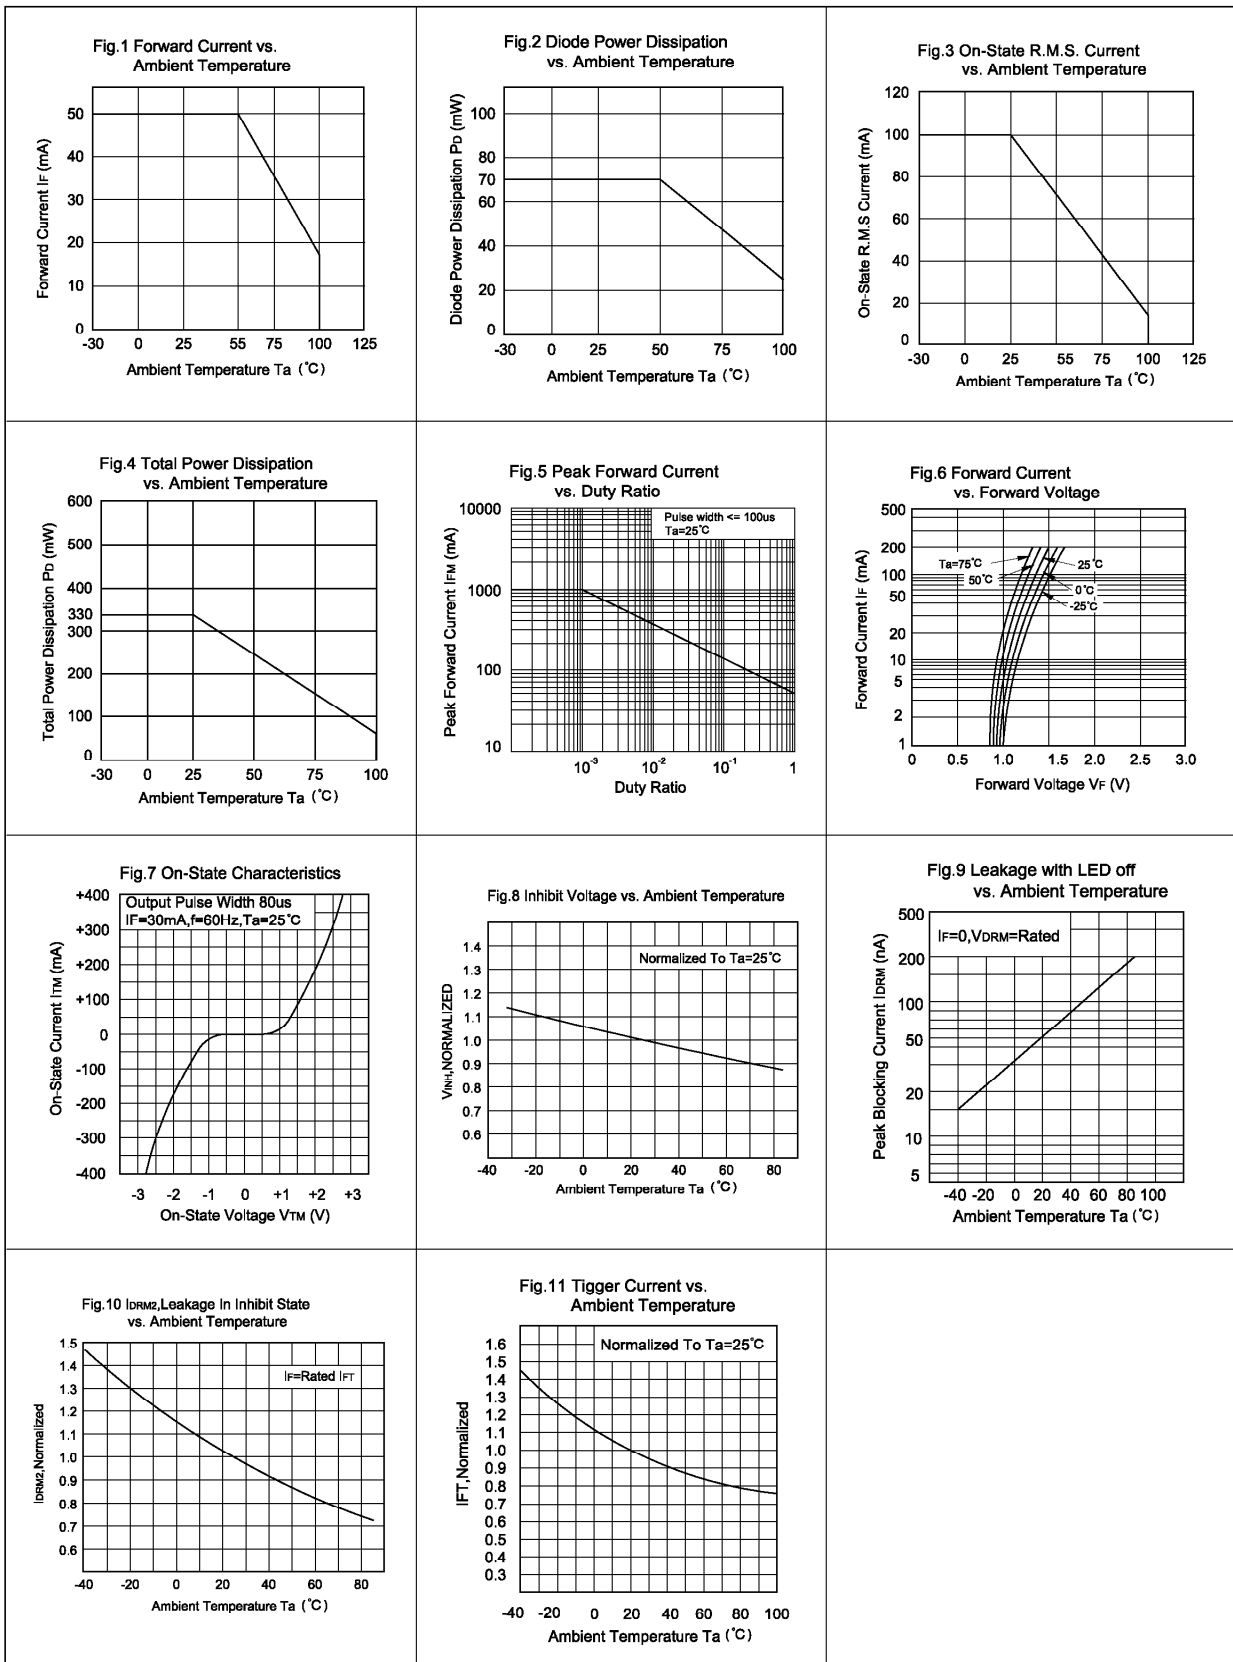 Fig.1 Forward Current vs.
Ambient Temperature
Forward Current IF (mA)
50
40
30
20
10
0
-30 0 25 55 75 100 125
Ambient Temperature Ta (°C)
Fig.2 Diode Power Dissipation
vs. Ambient Temperature
Diode Power Dissipation PD (mW)
100
80
70
60
40
20
0
-30 0 25 50 75 100
Ambient Temperature Ta (°C)
Fig.3 On-State R.M.S. Current
vs. Ambient Temperature
On-State R.M.S Current (mA)
120
100
80
60
40
20
0
-30 0 25 55 75 100 125
Ambient Temperature Ta (°C)
Fig.4 Total Power Dissipation
vs. Ambient Temperature
Total Power Dissipation PD (mW)
600
500
400
330
300
200
100
0
-30 0 25 50 75 100
Ambient Temperature Ta (°C)
Fig.5 Peak Forward Current
vs. Duty Ratio
Peak Forward Current IFM (mA)
Pulse width <= 100us
Ta=25°C
10000
1000
100
10
10-3 10-2 10-1 1
Duty Ratio
Fig.6 Forward Current
vs. Forward Voltage
Forward Current IF (mA)
500
200
100
50
20
10
5
2
1
Ta=75°C
50°C
25°C
0°C
-25°C
0 0.5 1.0 1.5 2.0 2.5 3.0
Forward Voltage VF (V)
Fig.7 On-State Characteristics
On-State Current ITM (mA)
Output Pulse Width 80us
IF=30mA,f=60Hz,Ta=25°C
+400
+300
+200
+100
0
-100
-200
-300
-400
-3 -2 -1 0 +1 +2 +3
On-State Voltage VTM (V)
Fig.8 Inhibit Voltage vs. Ambient Temperature
VINH,NORMALIZED
Normalized To Ta=25°C
1.4
1.3
1.2
1.1
1.0
0.9
0.8
0.7
0.6
-40 -20 0 20 40 60 80
Ambient Temperature Ta (°C)
Fig.9 Leakage with LED off
vs. Ambient Temperature
Peak Blocking Current IDRM (nA)
IF=0,VDRM=Rated
500
200
100
50
20
10
5
-40 -20 0 20 40 60 80 100
Ambient Temperature Ta (°C)
Fig.10 IDRM2,Leakage In Inhibit State
vs. Ambient Temperature
IDRM2,Normalized
IF=Rated IFT
1.5
1.4
1.3
1.2
1.1
1.0
0.9
0.8
0.7
0.6
-40 -20 0 20 40 60 80
Ambient Temperature Ta (°C)
Fig.11 Tigger Current vs.
Ambient Temperature
IFT,Normalized
Normalized To Ta=25°C
1.6
1.5
1.4
1.3
1.2
1.1
1.0
0.9
0.8
0.7
0.6
0.5
0.4
0.3
-40 -20 0 20 40 60 80 100
Ambient Temperature Ta (°C)